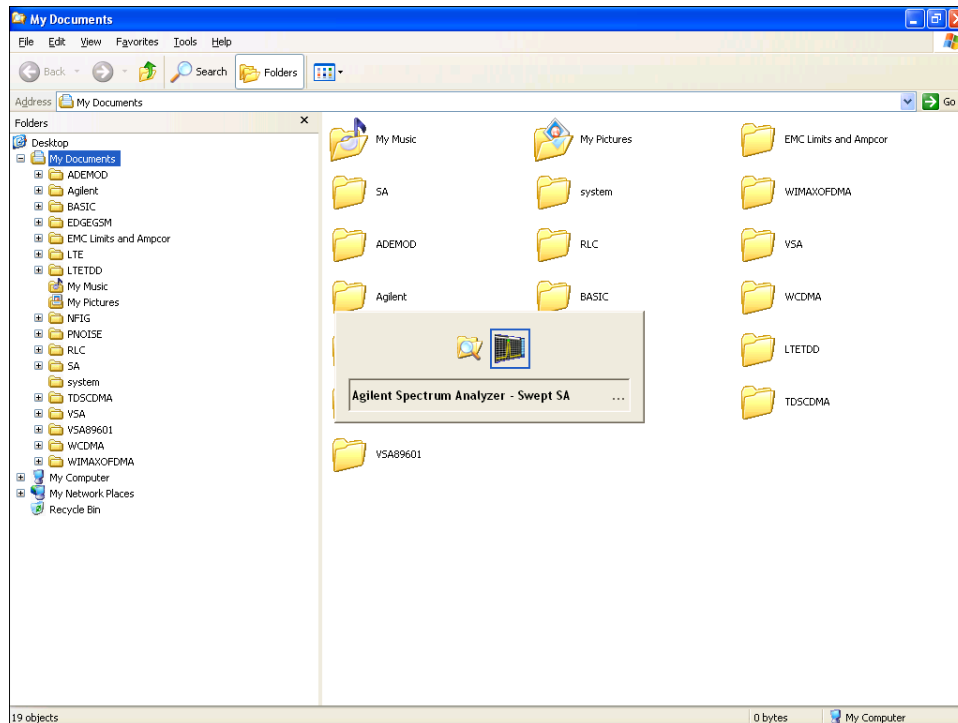 My Documents
File Edit View Favorites Tools Help
Back Search Folders
Address My Documents Go
Folders
Desktop
My Documents
ADEMOD
Agilent
BASIC
EDGEGSM
EMC Limits and Ampcor
LTE
LTETDD
My Music
My Pictures
NFIG
PNOISE
RLC
SA
system
TDSCDMA
VSA
VSA89601
WCDMA
WIMAXOFDMA
My Computer
My Network Places
Recycle Bin
My Music My Pictures EMC Limits and Ampcor
SA system WIMAXOFDMA
ADEMOD RLC VSA
Agilent BASIC WCDMA
LTETDD
TDSCDMA
VSA89601
Agilent Spectrum Analyzer - Swept SA ...
19 objects 0 bytes My Computer